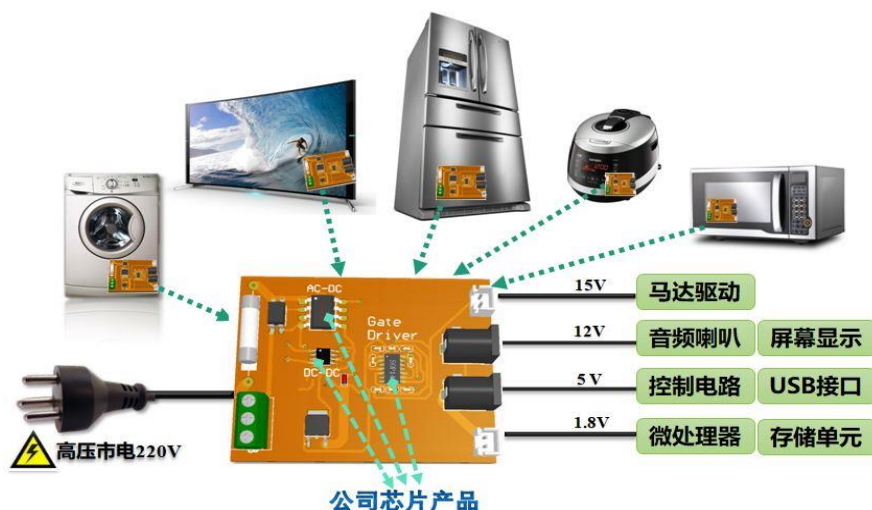 AC-DC
Gate
Driver
DC-DC
15V
马达驱动
12V
音频喇叭 屏幕显示
5 V
控制电路 USB接口
1.8V
微处理器 存储单元
高压市电220V
公司芯片产品